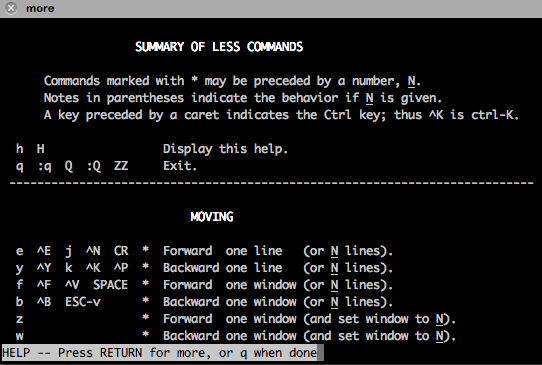 more
SUMMARY OF LESS COMMANDS
Commands marked with * may be preceded by a number, N.
Notes in parentheses indicate the behavior if N is given.
A key preceded by a caret indicates the Ctrl key; thus ^K is ctrl-K.
h H Display this help.
q :q Q :Q ZZ Exit.
---------------------------------------------------------------------------
MOVING
e ^E j ^N CR * Forward one line (or N lines).
y ^Y k ^K ^P * Backward one line (or N lines).
f ^F ^V SPACE * Forward one window (or N lines).
b ^B ESC-v * Backward one window (or N lines).
z * Forward one window (and set window to N).
w * Backward one window (and set window to N).
HELP -- Press RETURN for more, or q when done